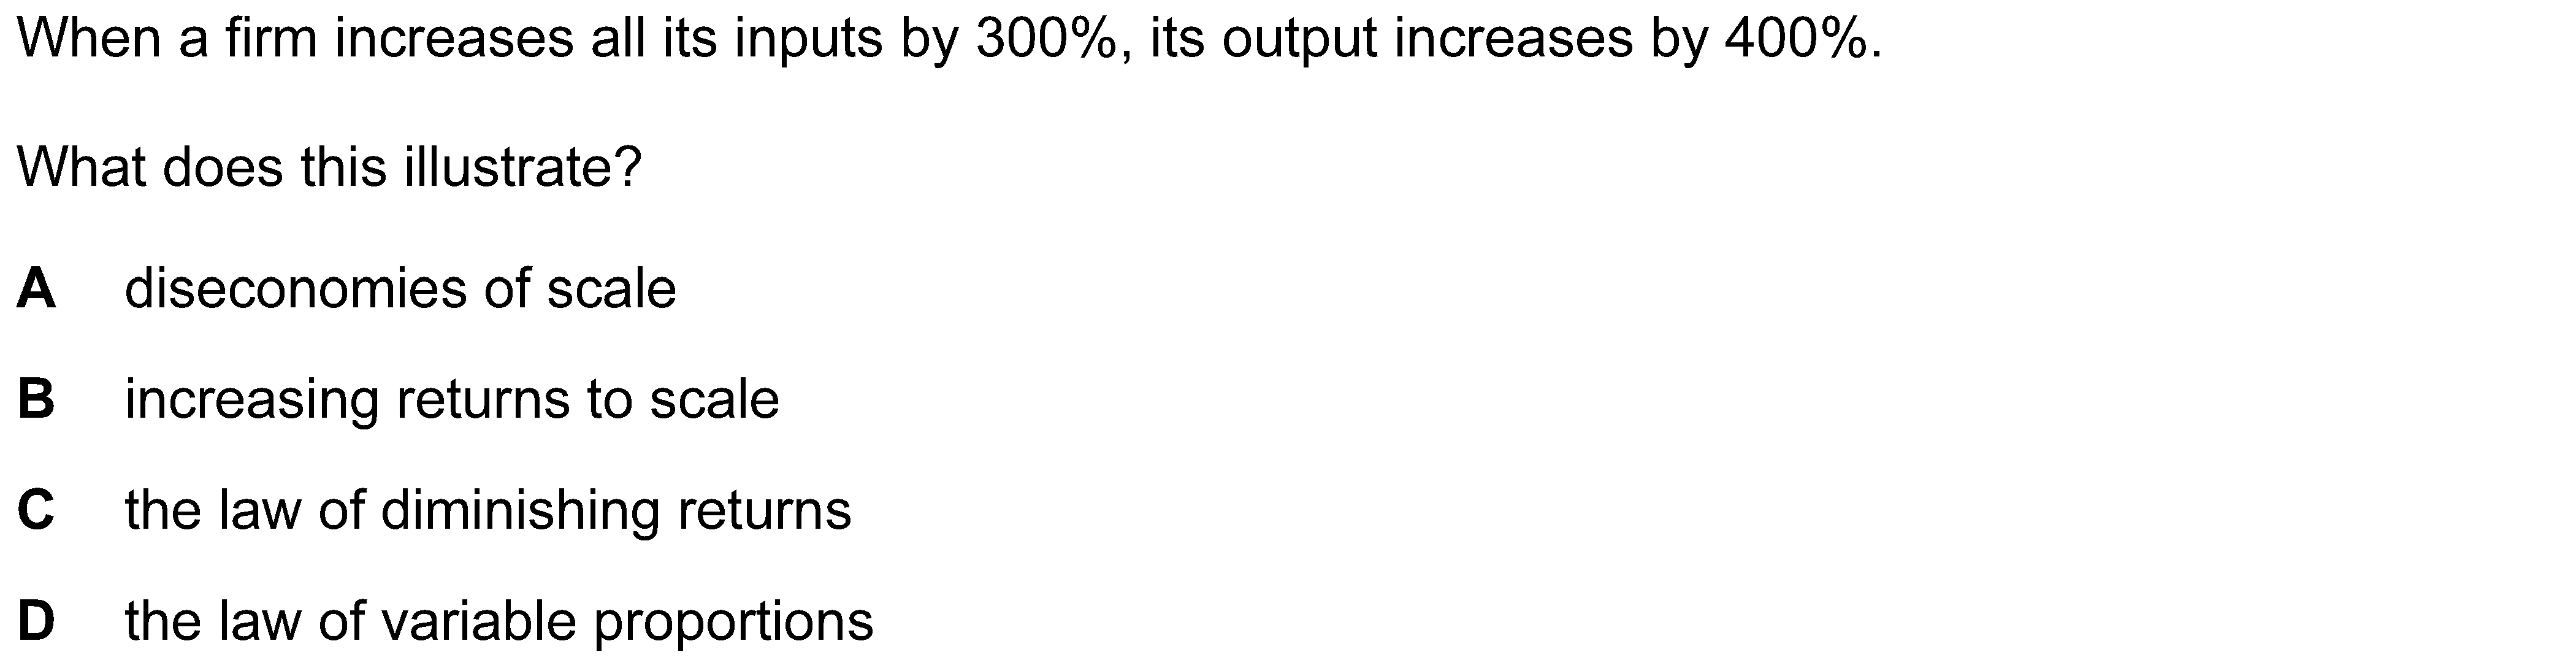 When a firm increases all its inputs by 300%, its output increases by 400%.
What does this illustrate?
A diseconomies of scale
B increasing returns to scale
C the law of diminishing returns
D the law of variable proportions